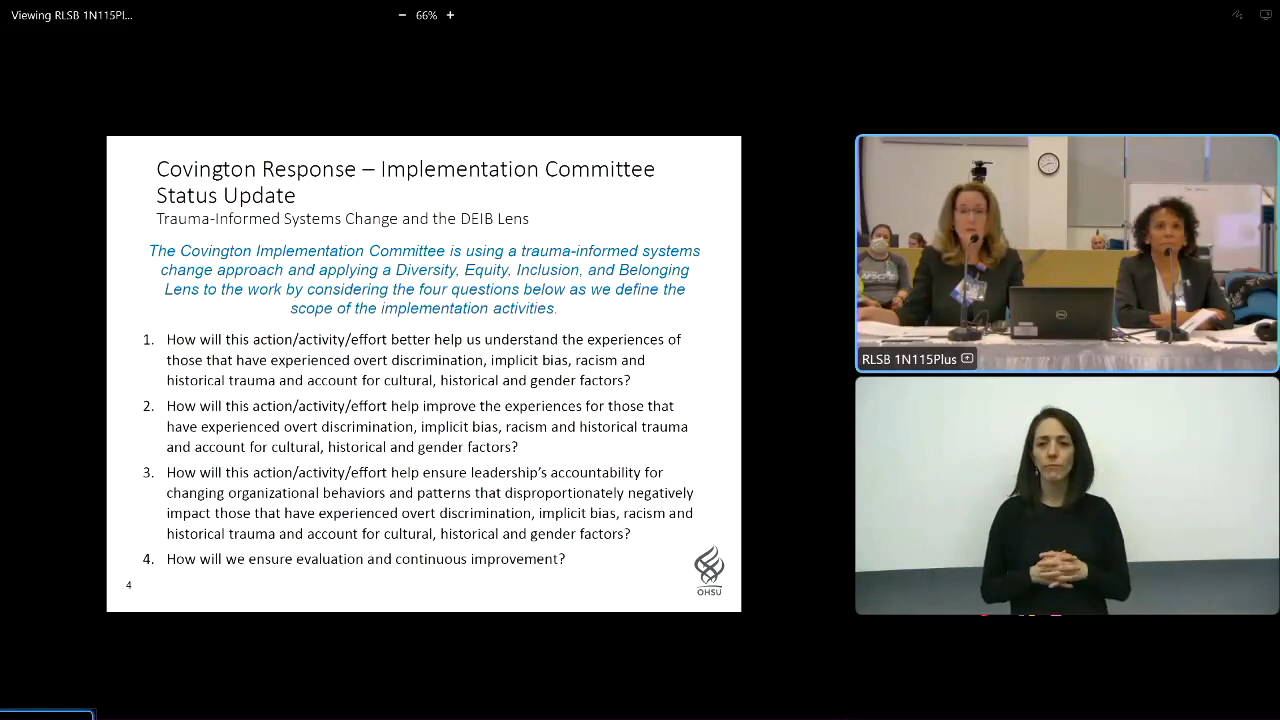 Viewing RLSB 1N115Pl...
− 66% +
Covington Response – Implementation Committee
Status Update
Trauma-Informed Systems Change and the DEIB Lens
The Covington Implementation Committee is using a trauma-informed systems
change approach and applying a Diversity, Equity, Inclusion, and Belonging
Lens to the work by considering the four questions below as we define the
scope of the implementation activities.
1. How will this action/activity/effort better help us understand the experiences of
those that have experienced overt discrimination, implicit bias, racism and
historical trauma and account for cultural, historical and gender factors?
2. How will this action/activity/effort help improve the experiences for those that
have experienced overt discrimination, implicit bias, racism and historical trauma
and account for cultural, historical and gender factors?
3. How will this action/activity/effort help ensure leadership's accountability for
changing organizational behaviors and patterns that disproportionately negatively
impact those that have experienced overt discrimination, implicit bias, racism and
historical trauma and account for cultural, historical and gender factors?
4. How will we ensure evaluation and continuous improvement?
4
OHSU
RLSB 1N115Plus